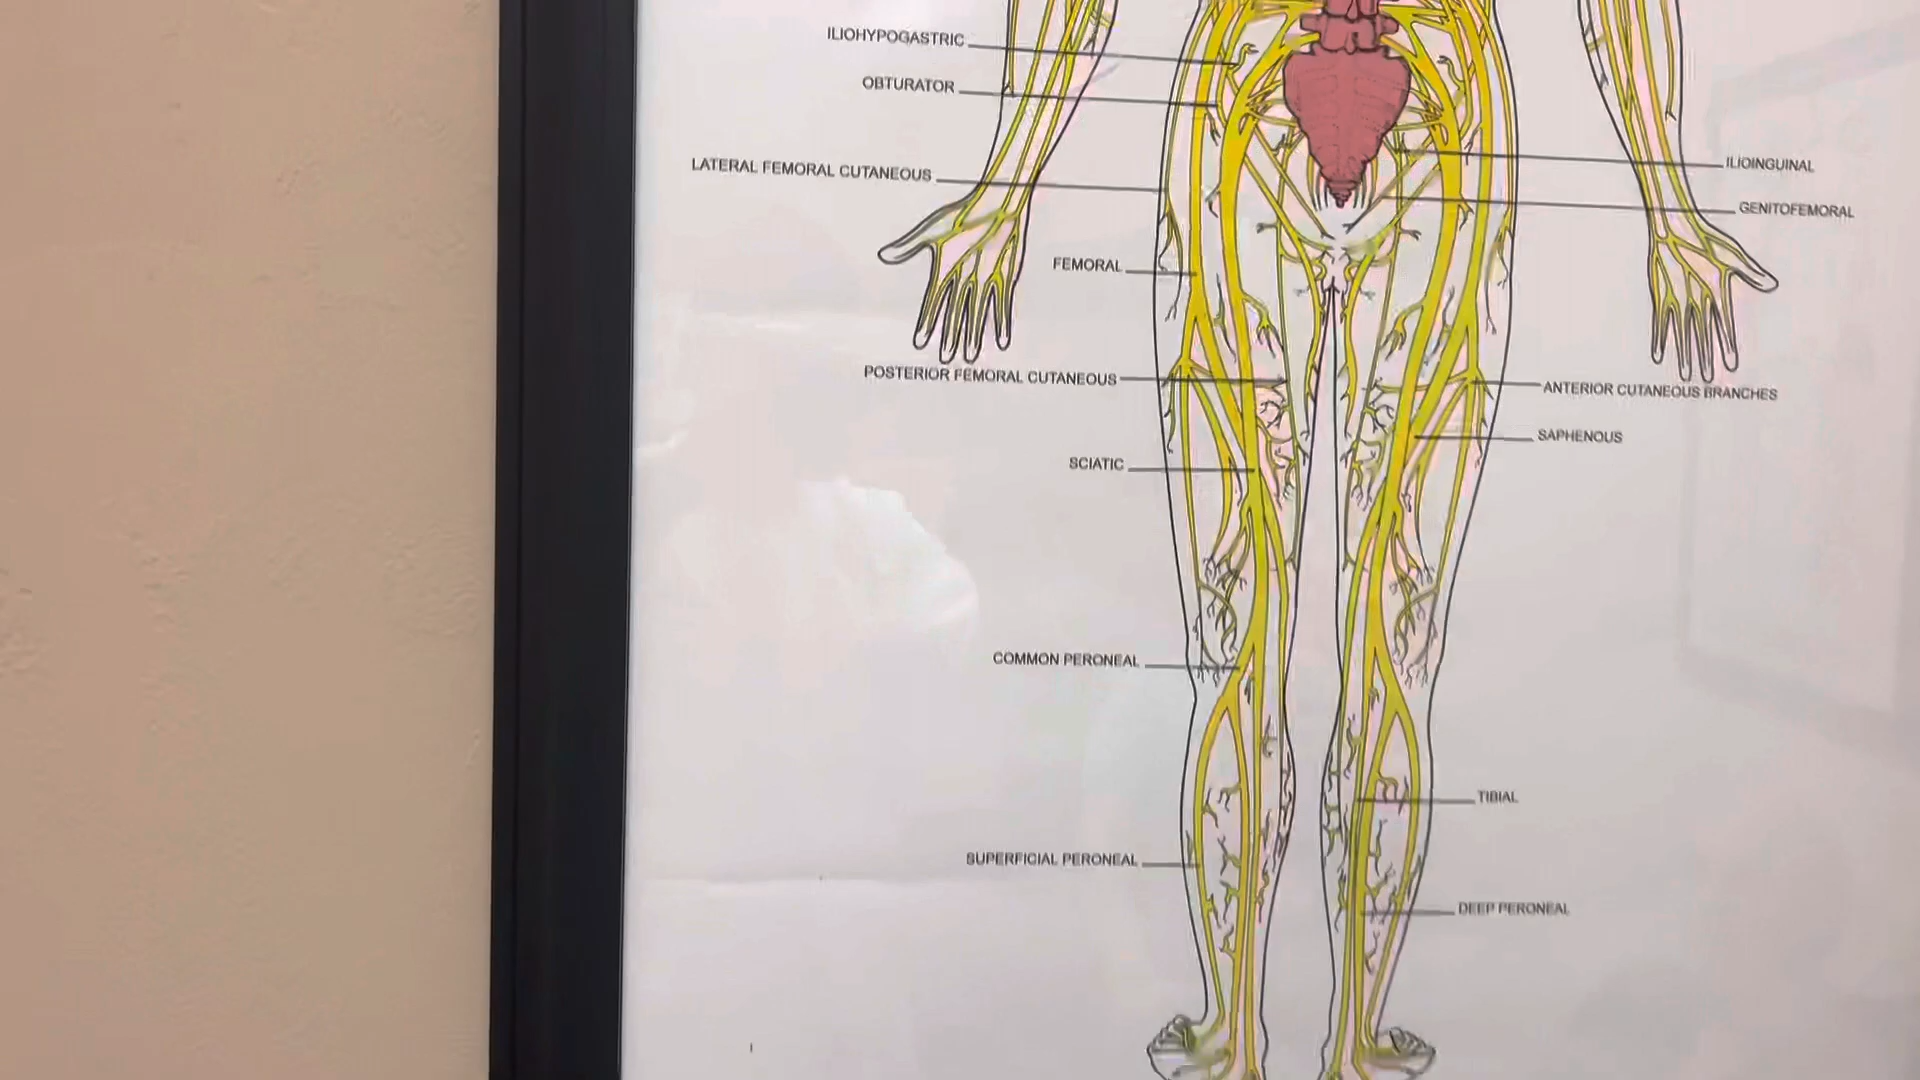 ILIOHYPOGASTRIC
OBTURATOR
LATERAL FEMORAL CUTANEOUS
ILIOINGUINAL
GENITOFEMORAL
FEMORAL
POSTERIOR FEMORAL CUTANEOUS
ANTERIOR CUTANEOUS BRANCHES
SAPHENOUS
SCIATIC
COMMON PERONEAL
TIBIAL
SUPERFICIAL PERONEAL
DEEP PERONEAL